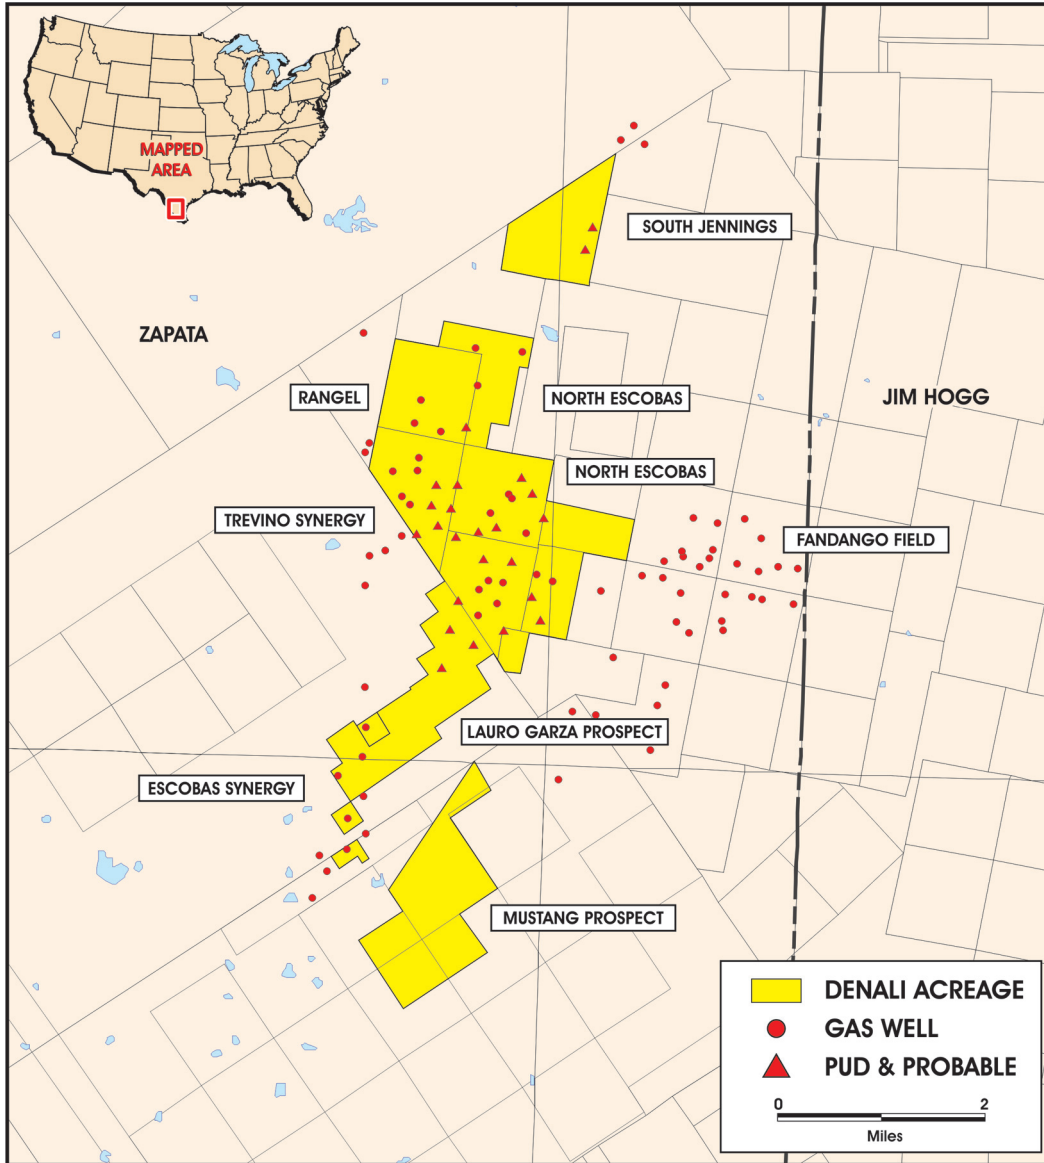 MAPPED
AREA
SOUTH JENNINGS
ZAPATA
RANGEL
NORTH ESCOBAS
JIM HOGG
NORTH ESCOBAS
TREVINO SYNERGY
FANDANGO FIELD
LAURO GARZA PROSPECT
ESCOBAS SYNERGY
MUSTANG PROSPECT
DENALI ACREAGE
GAS WELL
PUD & PROBABLE
0 2
Miles